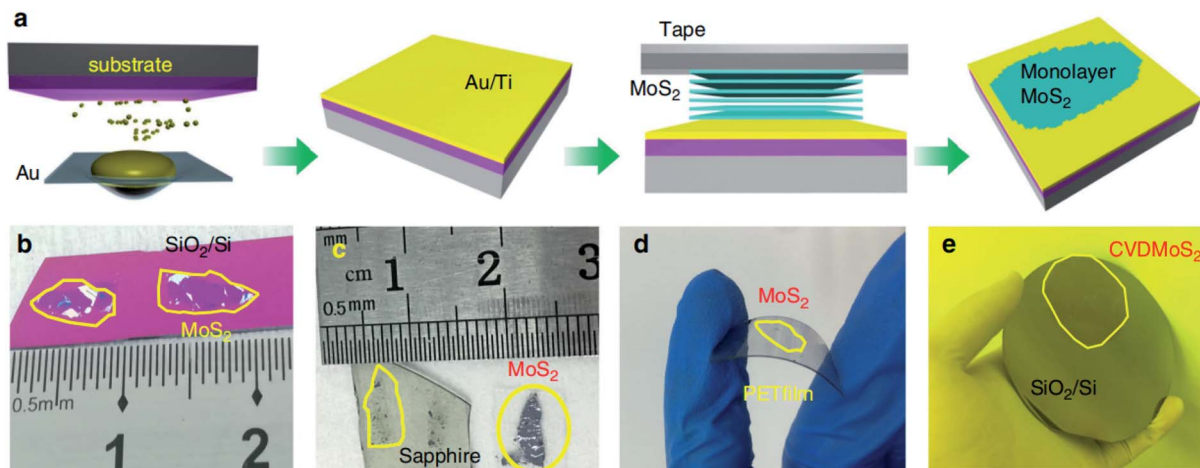 a
substrate
Au
Au/Ti
Tape
MoS2
Monolayer
MoS2
b
SiO2/Si
MoS2
0.5mm
1
2
c
mm
cm
1
2
3
0.5mm
MoS2
Sapphire
d
MoS2
PETfilm
e
CVDMoS2
SiO2/Si